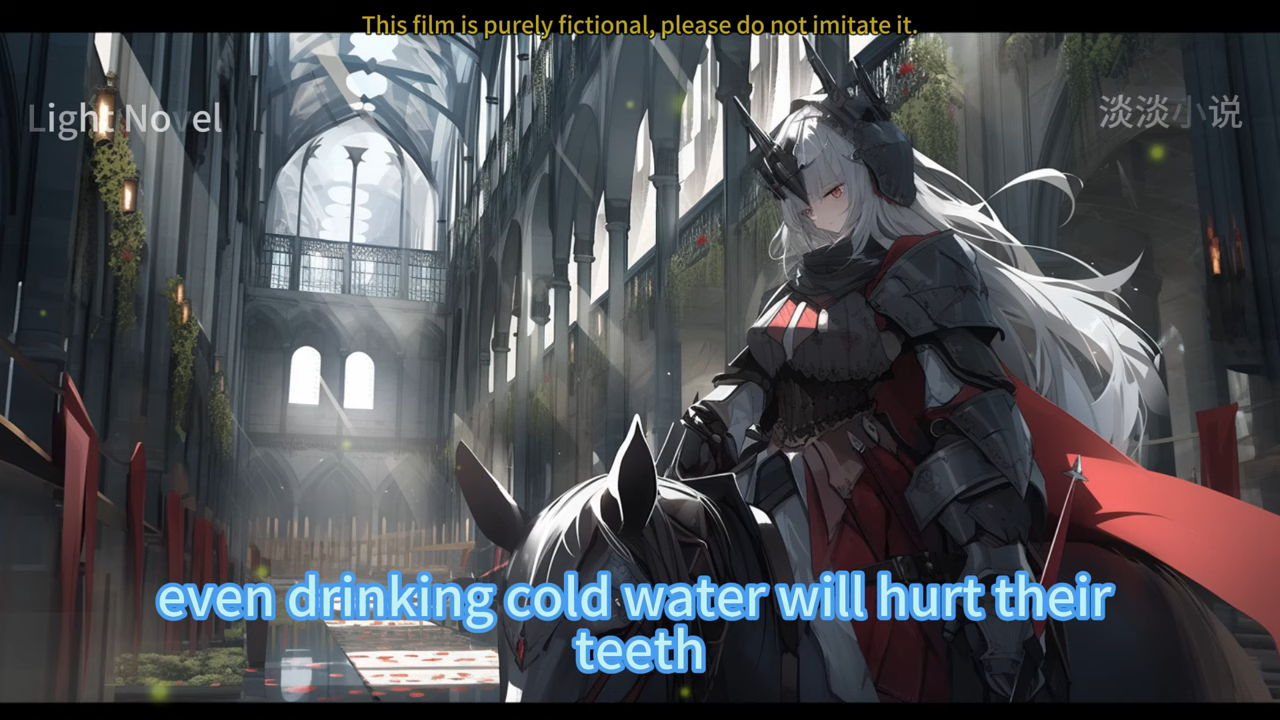 This film is purely fictional, please do not imitate it.
Light Novel
淡淡小说
even drinking cold water will hurt their
teeth